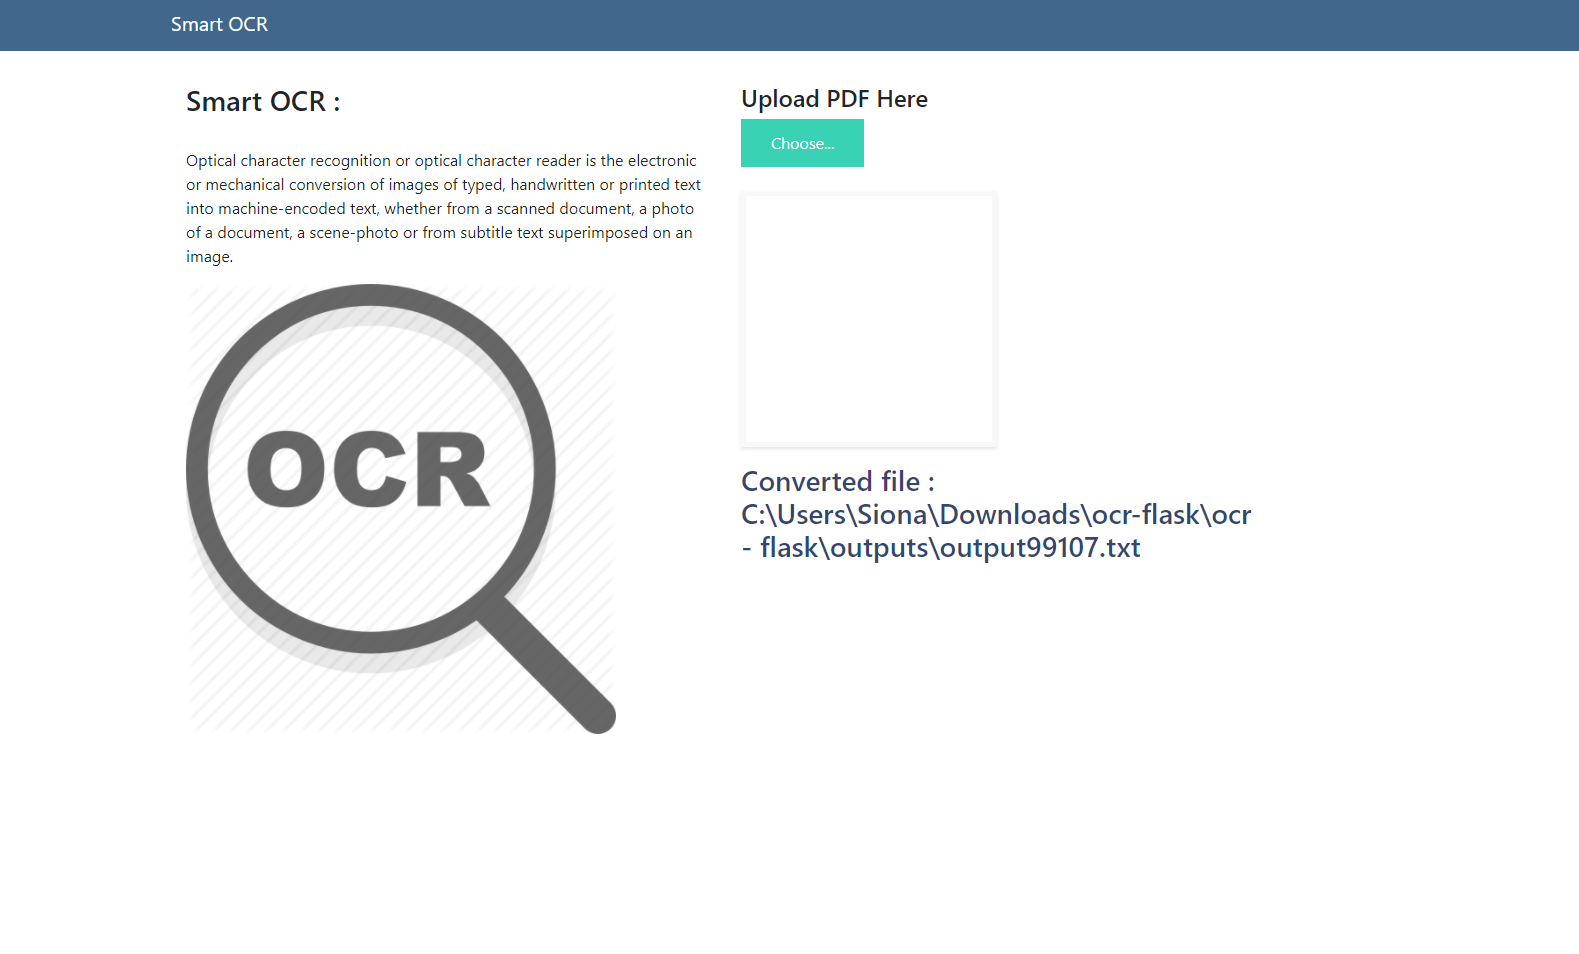 Smart OCR
Smart OCR :
Optical character recognition or optical character reader is the electronic
or mechanical conversion of images of typed, handwritten or printed text
into machine-encoded text, whether from a scanned document, a photo
of a document, a scene-photo or from subtitle text superimposed on an
image.
OCR
Upload PDF Here
Choose...
Converted file :
C:\Users\Siona\Downloads\ocr-flask\ocr
- flask\outputs\output99107.txt